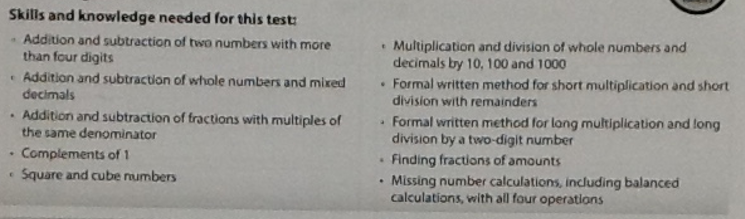 Skills and knowledge needed for this test:
• Addition and subtraction of two numbers with more
than four digits
• Addition and subtraction of whole numbers and mixed
decimals
• Addition and subtraction of fractions with multiples of
the same denominator
• Complements of 1
• Square and cube numbers
• Multiplication and division of whole numbers and
decimals by 10, 100 and 1000
• Formal written method for short multiplication and short
division with remainders
• Formal written method for long multiplication and long
division by a two-digit number
• Finding fractions of amounts
• Missing number calculations, including balanced
calculations, with all four operations